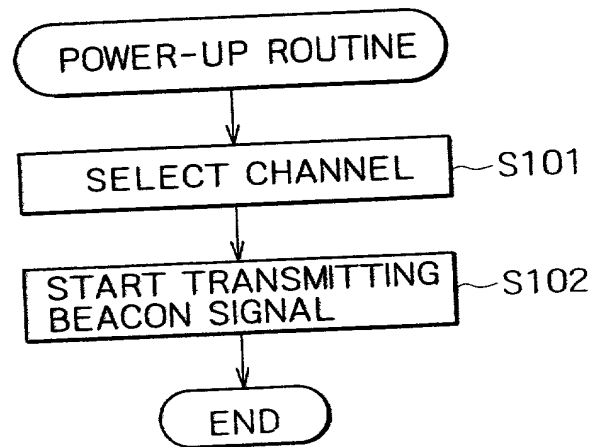 POWER-UP ROUTINE
SELECT CHANNEL
S101
START TRANSMITTING
BEACON SIGNAL
S102
END